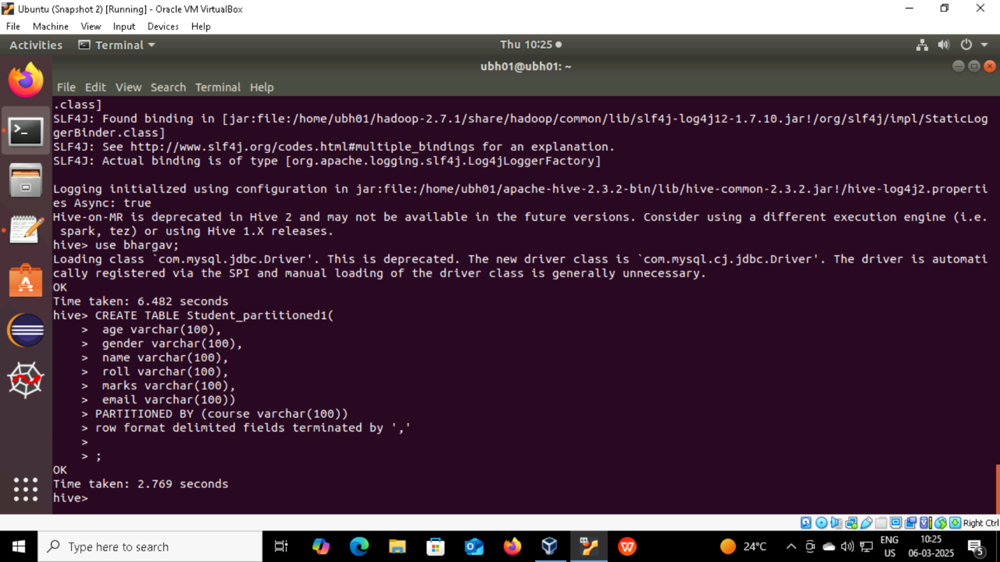 Ubuntu (Snapshot 2) [Running] - Oracle VM VirtualBox
File Machine View Input Devices Help
Activities Terminal Thu 10:25
ubh01@ubh01: ~
File Edit View Search Terminal Help
.class]
SLF4J: Found binding in [jar:file:/home/ubh01/hadoop-2.7.1/share/hadoop/common/lib/slf4j-log4j12-1.7.10.jar!/org/slf4j/impl/StaticLog
gerBinder.class]
SLF4J: See http://www.slf4j.org/codes.html#multiple_bindings for an explanation.
SLF4J: Actual binding is of type [org.apache.logging.slf4j.Log4jLoggerFactory]
Logging initialized using configuration in jar:file:/home/ubh01/apache-hive-2.3.2-bin/lib/hive-common-2.3.2.jar!/hive-log4j2.properti
es Async: true
Hive-on-MR is deprecated in Hive 2 and may not be available in the future versions. Consider using a different execution engine (i.e.
 spark, tez) or using Hive 1.X releases.
hive> use bhargav;
Loading class `com.mysql.jdbc.Driver'. This is deprecated. The new driver class is `com.mysql.cj.jdbc.Driver'. The driver is automati
cally registered via the SPI and manual loading of the driver class is generally unnecessary.
OK
Time taken: 6.482 seconds
hive> CREATE TABLE Student_partitioned1(
    >  age varchar(100),
    >  gender varchar(100),
    >  name varchar(100),
    >  roll varchar(100),
    >  marks varchar(100),
    >  email varchar(100))
    > PARTITIONED BY (course varchar(100))
    > row format delimited fields terminated by ','
    >
    > ;
OK
Time taken: 2.769 seconds
hive>
Right Ctrl
Type here to search
24°C
ENG
US
10:25
06-03-2025
5